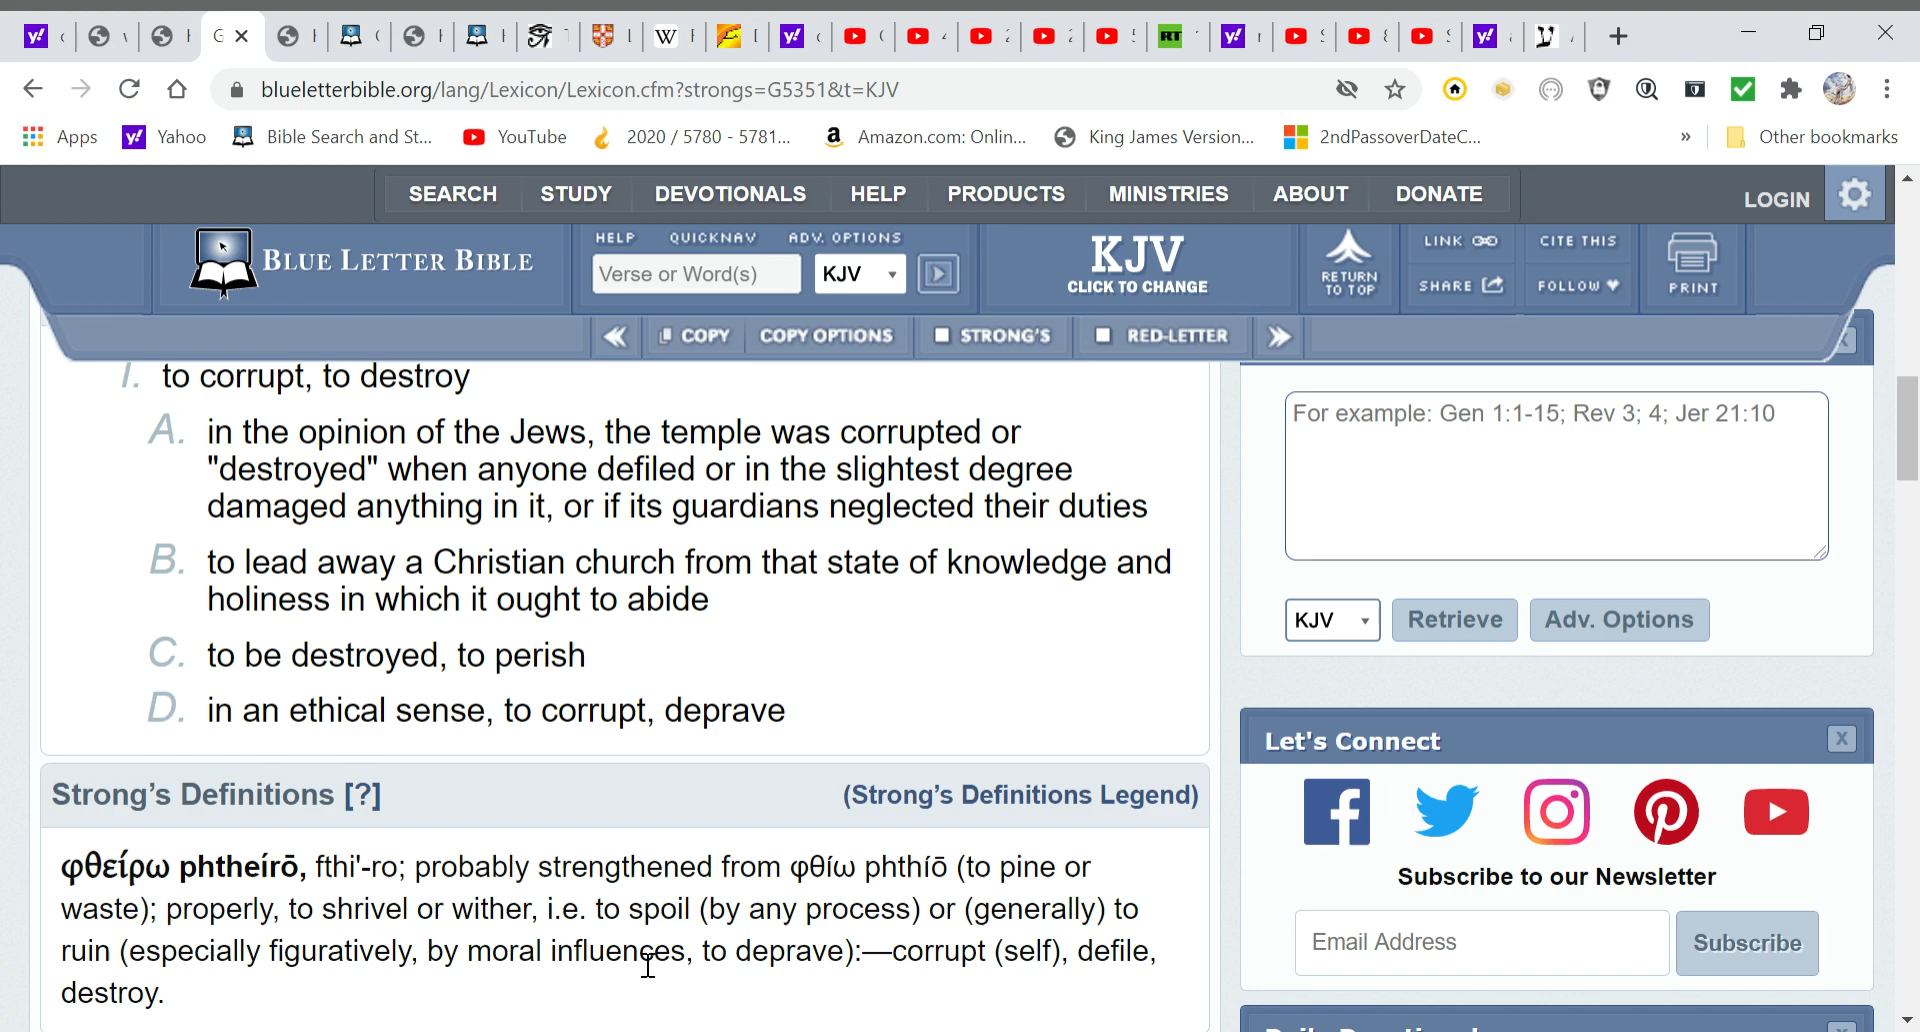 G
blueletterbible.org/lang/Lexicon/Lexicon.cfm?strongs=G5351&t=KJV
Apps Yahoo Bible Search and St... YouTube 2020 / 5780 - 5781... Amazon.com: Onlin... King James Version... 2ndPassoverDateC... » Other bookmarks
SEARCH STUDY DEVOTIONALS HELP PRODUCTS MINISTRIES ABOUT DONATE LOGIN
BLUE LETTER BIBLE
HELP QUICKNAV ADV. OPTIONS
Verse or Word(s) KJV
KJV
CLICK TO CHANGE
RETURN
TO TOP
LINK CITE THIS
SHARE FOLLOW
PRINT
COPY COPY OPTIONS STRONG'S RED-LETTER
I. to corrupt, to destroy
A. in the opinion of the Jews, the temple was corrupted or
"destroyed" when anyone defiled or in the slightest degree
damaged anything in it, or if its guardians neglected their duties
B. to lead away a Christian church from that state of knowledge and
holiness in which it ought to abide
C. to be destroyed, to perish
D. in an ethical sense, to corrupt, deprave
Strong's Definitions [?] (Strong's Definitions Legend)
φθείρω phtheírō, fthi'-ro; probably strengthened from φθίω phthíō (to pine or
waste); properly, to shrivel or wither, i.e. to spoil (by any process) or (generally) to
ruin (especially figuratively, by moral influences, to deprave):—corrupt (self), defile,
destroy.
For example: Gen 1:1-15; Rev 3; 4; Jer 21:10
KJV Retrieve Adv. Options
Let's Connect X
Subscribe to our Newsletter
Email Address Subscribe